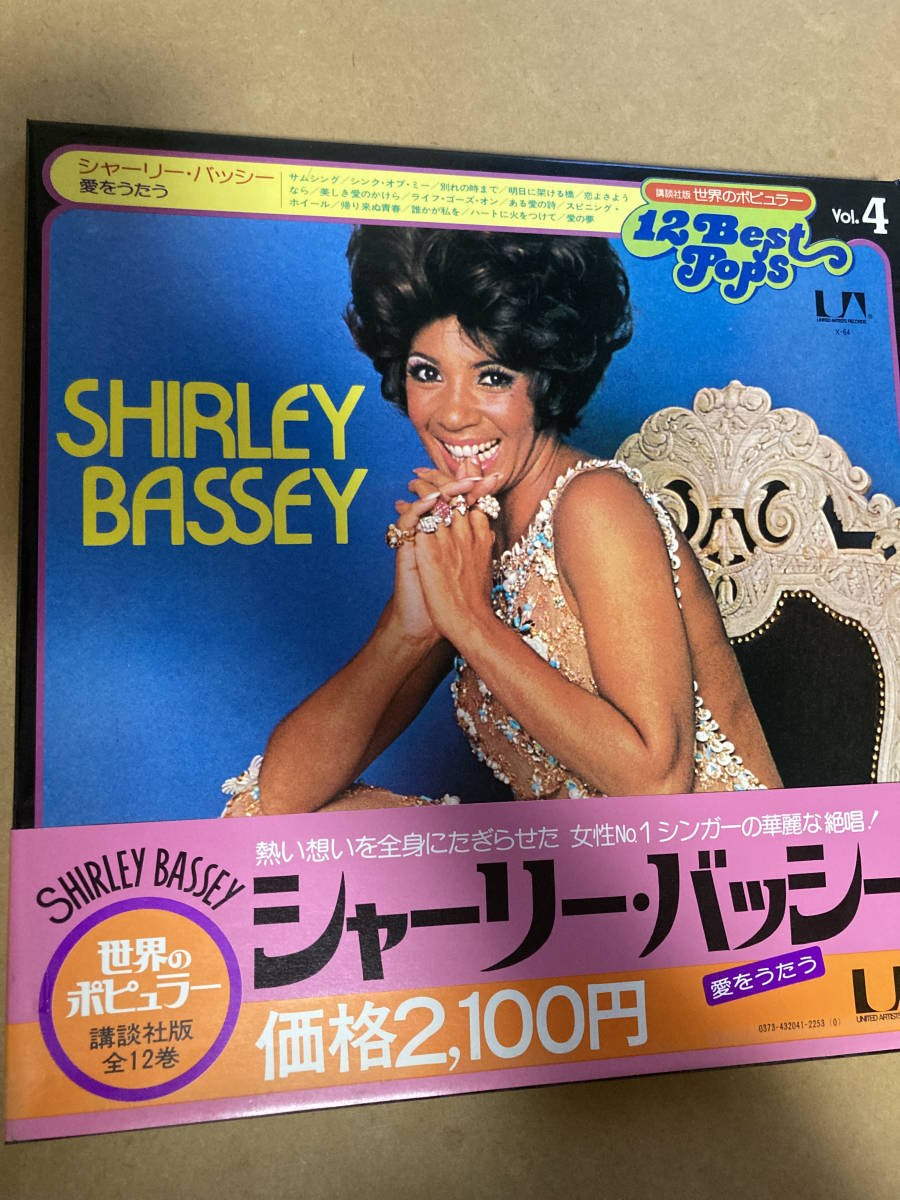 シャーリー・バッシー
愛をうたう
サムシング/シンク・オブ・ミー/別れの時まで/明日に架ける橋/恋よさよう
なら/美しき愛のかけら/ライフ・ゴーズ・オン/ある愛の詩/スピニング・
ホイール/帰り来ぬ青春/誰かが私を/ハートに火をつけて/愛の夢
講談社版 世界のポピュラー
12 Best
Pops
Vol.4
UA
UNITED ARTISTS RECORDS
X-64
SHIRLEY
BASSEY
熱い想いを全身にたぎらせた 女性No.1シンガーの華麗な絶唱!
SHIRLEY BASSEY
シャーリー・バッシー
世界の
ポピュラー
講談社版
全12巻
愛をうたう
価格2,100円
UNITED ARTISTS
0373-432041-2253 (0)